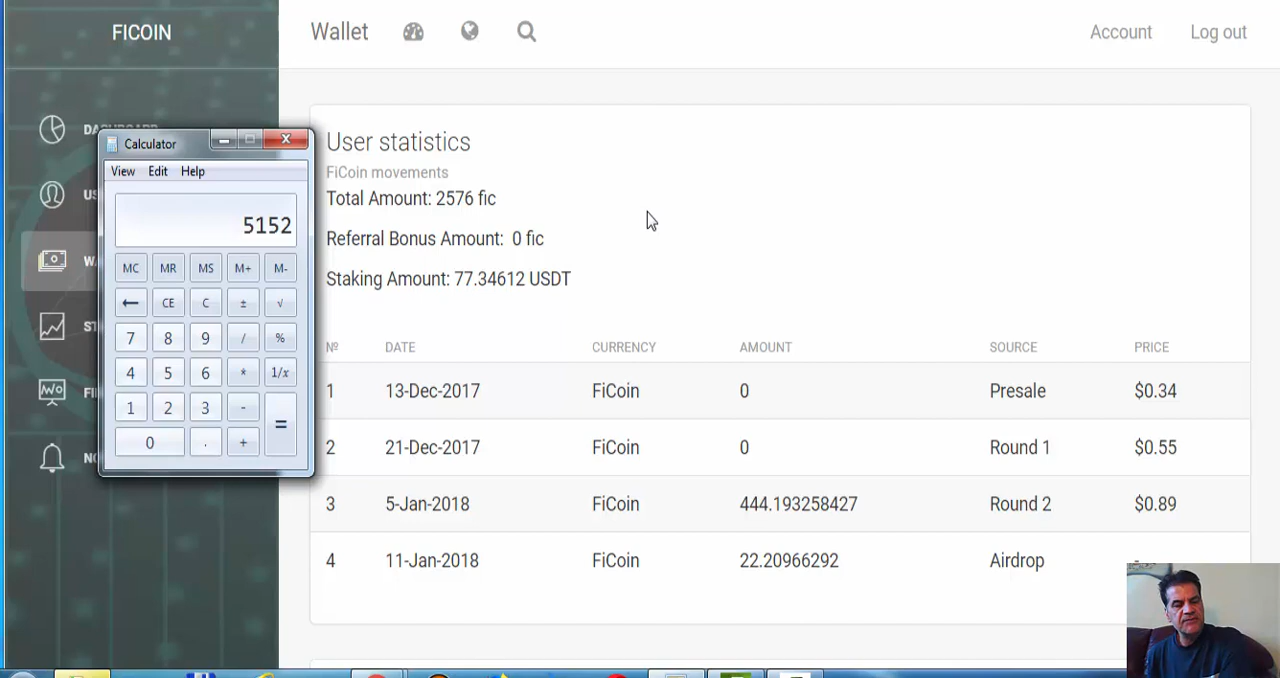 FICOIN
Wallet
Account
Log out
Calculator
View Edit Help
5152
MC MR MS M+ M-
← CE C ± √
7 8 9 / %
4 5 6 * 1/x
1 2 3 - =
0 . +
User statistics
FiCoin movements
Total Amount: 2576 fic
Referral Bonus Amount: 0 fic
Staking Amount: 77.34612 USDT
№ DATE CURRENCY AMOUNT SOURCE PRICE
1 13-Dec-2017 FiCoin 0 Presale $0.34
2 21-Dec-2017 FiCoin 0 Round 1 $0.55
3 5-Jan-2018 FiCoin 444.193258427 Round 2 $0.89
4 11-Jan-2018 FiCoin 22.20966292 Airdrop